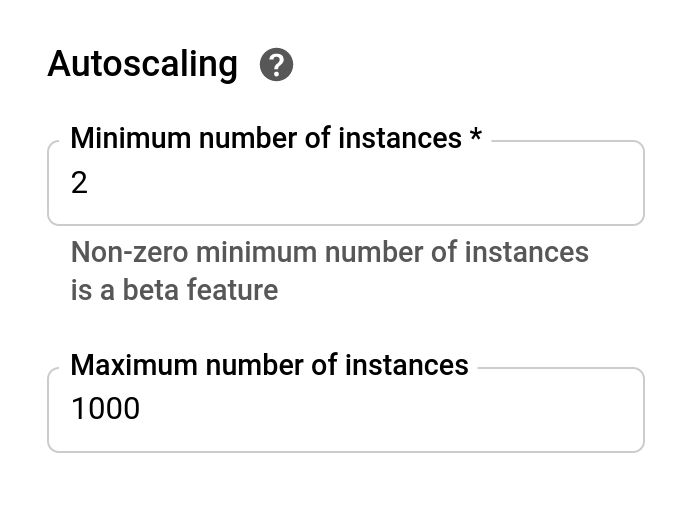 Autoscaling ?
Minimum number of instances *
2
Non-zero minimum number of instances
is a beta feature
Maximum number of instances
1000